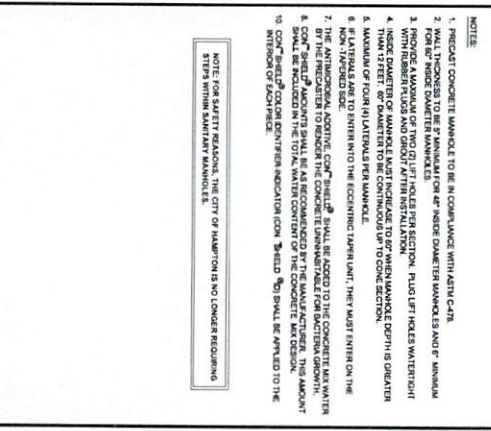 NOTES:
1. PRECAST CONCRETE MANHOLE TO BE IN COMPLIANCE WITH ASTM C-478.
2. WALL THICKNESS TO BE 5" MINIMUM FOR 48" INSIDE DIAMETER MANHOLES AND 6" MINIMUM
FOR 60" INSIDE DIAMETER MANHOLES.
3. PROVIDE A MAXIMUM OF TWO (2) LIFT HOLES PER SECTION. PLUG LIFT HOLES WATERTIGHT
WITH RUBBER PLUGS AND GROUT AFTER INSTALLATION.
4. INSIDE DIAMETER OF MANHOLE MUST INCREASE TO 60" WHEN MANHOLE DEPTH IS GREATER
THAN 12 FEET. 60" DIAMETER TO BE CONTINUOUS UP TO CONE SECTION.
5. MAXIMUM OF FOUR (4) LATERALS PER MANHOLE.
6. IF LATERALS ARE TO ENTER INTO THE ECCENTRIC TAPER UNIT, THEY MUST ENTER ON THE
NON-TAPERED SIDE.
7. THE ANTIMICROBIAL ADDITIVE, CON™SHIELD®, SHALL BE ADDED TO THE CONCRETE MIX WATER
BY THE PRECASTER TO RENDER THE CONCRETE UNINHABITABLE FOR BACTERIA GROWTH.
8. CON™SHIELD® AMOUNTS SHALL BE AS RECOMMENDED BY THE MANUFACTURER. THIS AMOUNT
SHALL BE INCLUDED IN THE TOTAL WATER CONTENT OF THE CONCRETE MIX DESIGN.
10. CON™SHIELD® COLOR IDENTIFIER-INDICATOR (CON™SHIELD®ID) SHALL BE APPLIED TO THE
INTERIOR OF EACH PIECE.
NOTE: FOR SAFETY REASONS, THE CITY OF HAMPTON IS NO LONGER REQUIRING
STEPS WITHIN SANITARY MANHOLES.